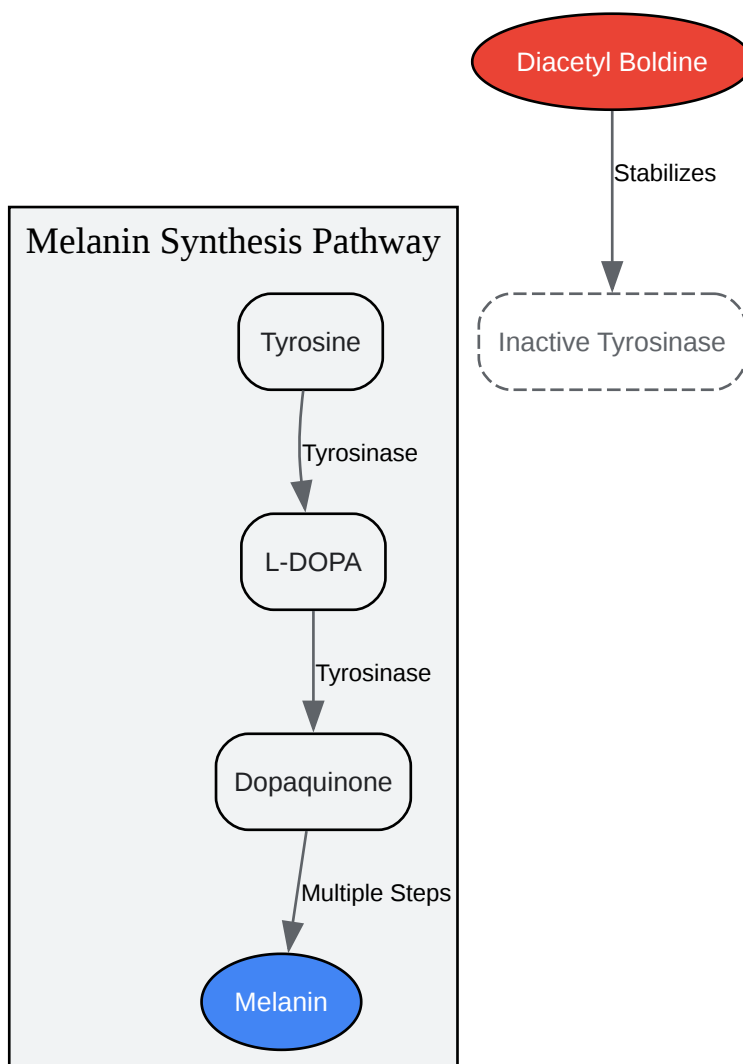 Diacetyl Boldine
Stabilizes
Melanin Synthesis Pathway
Tyrosine
Inactive Tyrosinase
Tyrosinase
L-DOPA
Tyrosinase
Dopaquinone
Multiple Steps
Melanin